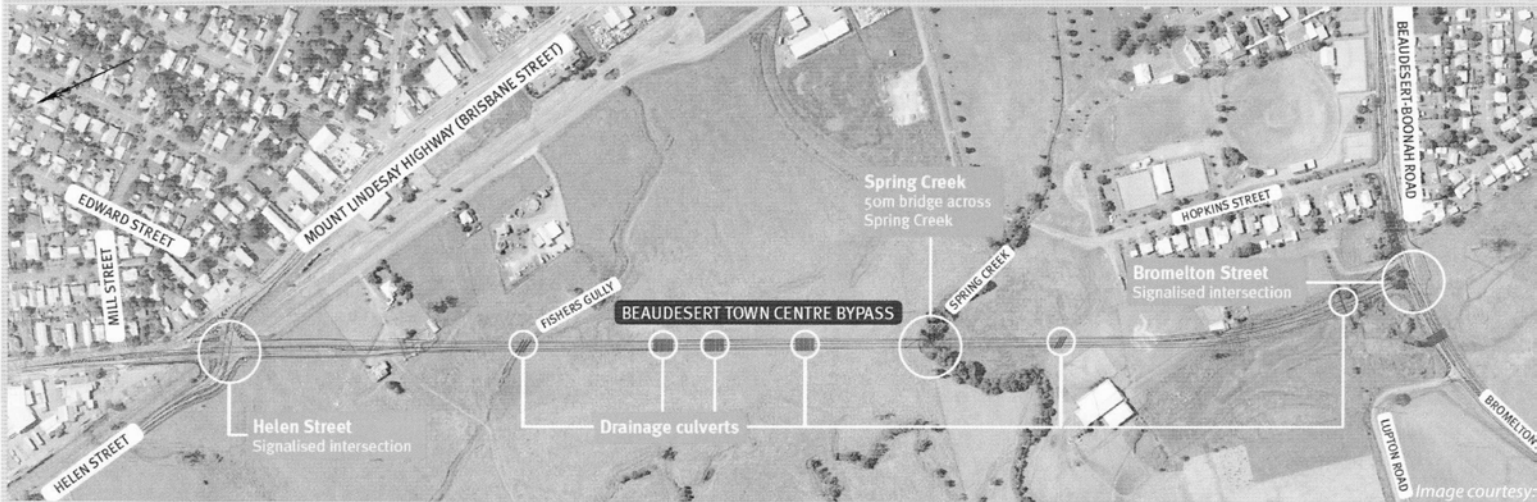 EDWARD STREET
MILL STREET
HELEN STREET
MOUNT LINDESAY HIGHWAY (BRISBANE STREET)
Helen Street
Signalised intersection
FISHERS GULLY
BEAUDESERT TOWN CENTRE BYPASS
Drainage culverts
Spring Creek
50m bridge across
Spring Creek
SPRING CREEK
HOPKINS STREET
BEAUDESERT-BOONAH ROAD
Bromelton Street
Signalised intersection
LUPTON ROAD
BROMELTON
Image courtesy